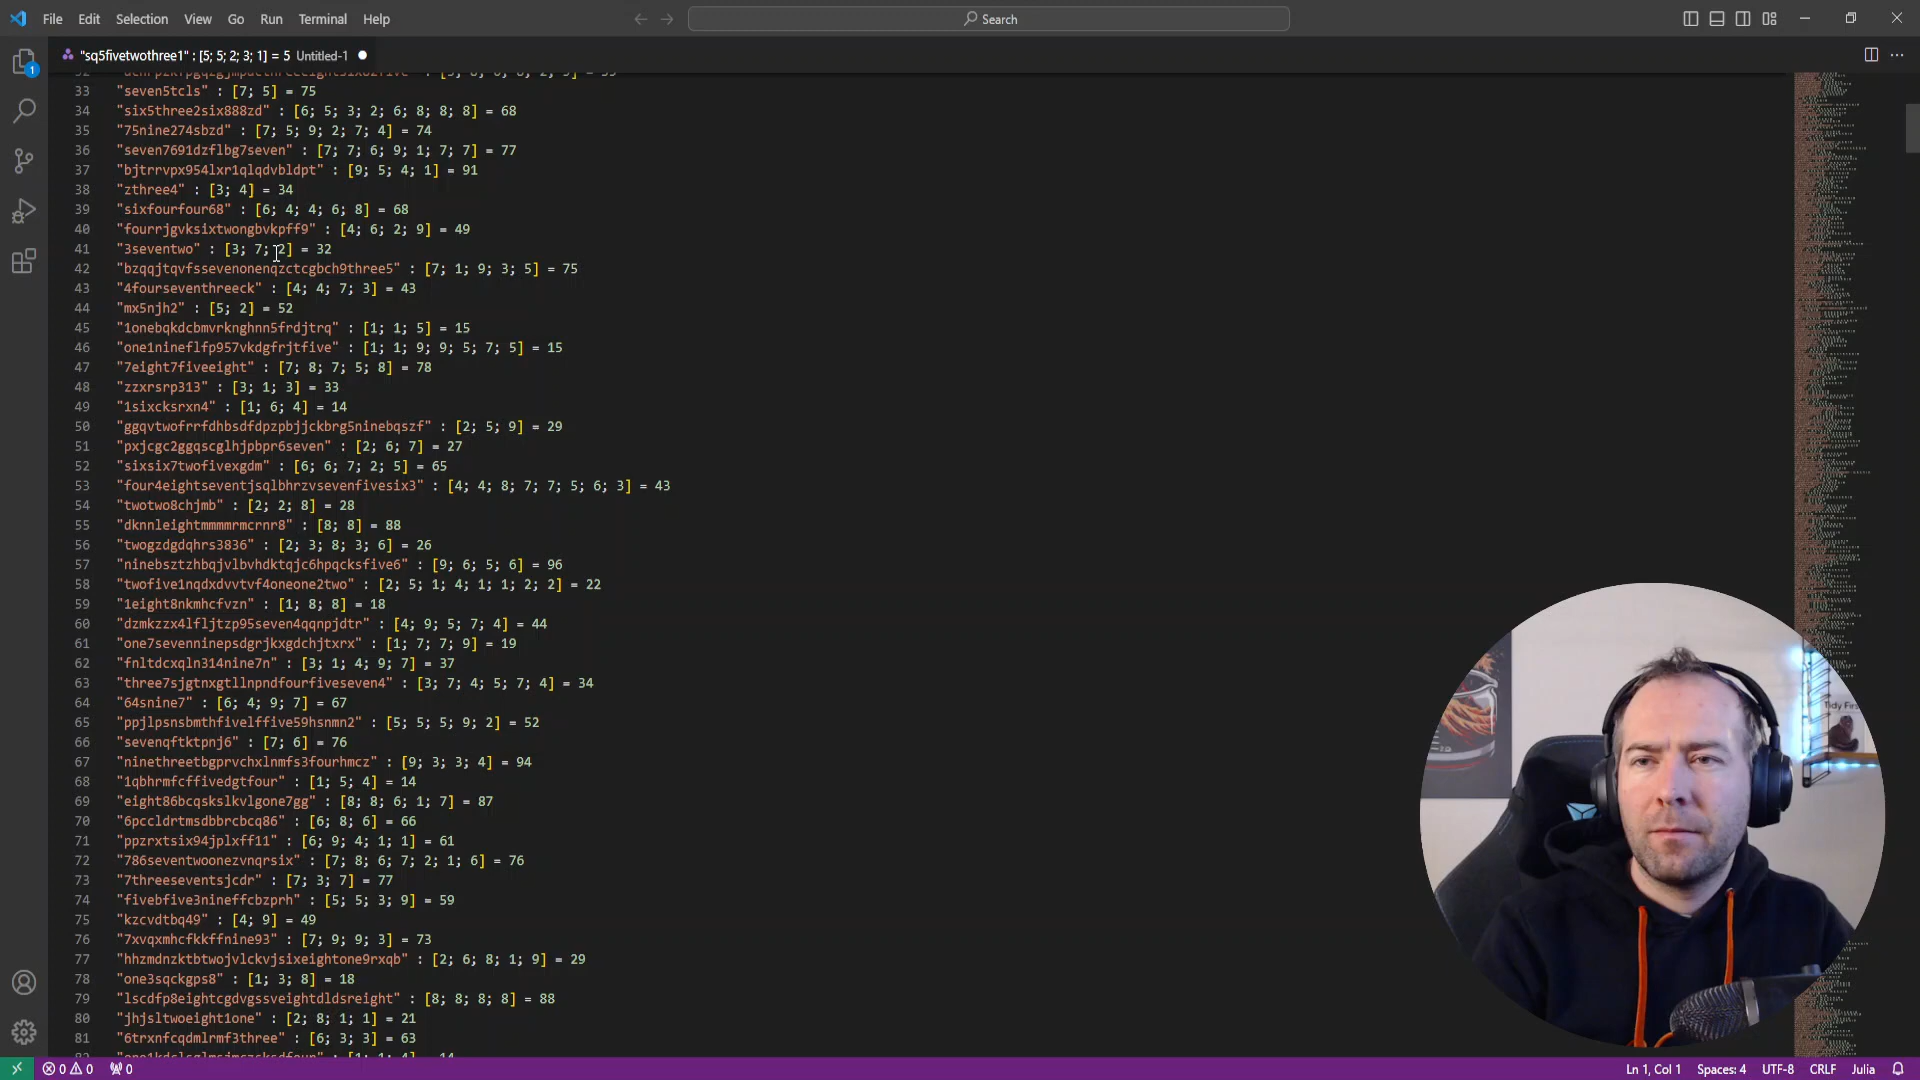 File Edit Selection View Go Run Terminal Help
Search
"sq5fivetwothree1" : [5; 5; 2; 3; 1] = 5 Untitled-1
33 "seven5tcls" : [7; 5] = 75
34 "six5three2six888zd" : [6; 5; 3; 2; 6; 8; 8; 8] = 68
35 "75nine274sbzd" : [7; 5; 9; 2; 7; 4] = 74
36 "seven7691dzflbg7seven" : [7; 7; 6; 9; 1; 7; 7] = 77
37 "bjtrrvpx954lxr1qlqdvbldpt" : [9; 5; 4; 1] = 91
38 "zthree4" : [3; 4] = 34
39 "sixfourfour68" : [6; 4; 4; 6; 8] = 68
40 "fourrjgvksixtwongbvkpff9" : [4; 6; 2; 9] = 49
41 "3seventwo" : [3; 7; 2] = 32
42 "bzqqjtqvfssevenonenqzctcgbch9three5" : [7; 1; 9; 3; 5] = 75
43 "4fourseventhreeck" : [4; 4; 7; 3] = 43
44 "mx5njh2" : [5; 2] = 52
45 "1onebqkdcbmvrknghnn5frdjtrq" : [1; 1; 5] = 15
46 "one1nineflfp957vkdgfrjtfive" : [1; 1; 9; 9; 5; 7; 5] = 15
47 "7eight7fiveeight" : [7; 8; 7; 5; 8] = 78
48 "zzxrsrp313" : [3; 1; 3] = 33
49 "1sixcksrxn4" : [1; 6; 4] = 14
50 "ggqvtwofrrfdhbsdfdpzpbjjckbrg5ninebqszf" : [2; 5; 9] = 29
51 "pxjcgc2ggqscglhjpbpr6seven" : [2; 6; 7] = 27
52 "sixsix7twofivexgdm" : [6; 6; 7; 2; 5] = 65
53 "four4eightseventjsqlbhrzvsevenfivesix3" : [4; 4; 8; 7; 7; 5; 6; 3] = 43
54 "twotwo8chjmb" : [2; 2; 8] = 28
55 "dknnleightmmmmrmcrnr8" : [8; 8] = 88
56 "twogzdgdqhrs3836" : [2; 3; 8; 3; 6] = 26
57 "ninebsztzhbqjvlbvhdktqjc6hpqcksfive6" : [9; 6; 5; 6] = 96
58 "twofive1nqdxdvvtvf4oneone2two" : [2; 5; 1; 4; 1; 1; 2; 2] = 22
59 "1eight8nkmhcfvzn" : [1; 8; 8] = 18
60 "dzmkzzx4lfljtzp95seven4qqnpjdtr" : [4; 9; 5; 7; 4] = 44
61 "one7sevenninepsdgrjkxgdchjtxrx" : [1; 7; 7; 9] = 19
62 "fnltdcxqln314nine7n" : [3; 1; 4; 9; 7] = 37
63 "three7sjgtnxgtllnpndfourfiveseven4" : [3; 7; 4; 5; 7; 4] = 34
64 "64snine7" : [6; 4; 9; 7] = 67
65 "ppjlpsnsbmthfivelffive59hsnmn2" : [5; 5; 5; 9; 2] = 52
66 "sevenqftktpnj6" : [7; 6] = 76
67 "ninethreetbgprvchxlnmfs3fourhmcz" : [9; 3; 3; 4] = 94
68 "1qbhrmfcffivedgtfour" : [1; 5; 4] = 14
69 "eight86bcqskslkvlgone7gg" : [8; 8; 6; 1; 7] = 87
70 "6pccldrtmsdbbrcbcq86" : [6; 8; 6] = 66
71 "ppzrxtsix94jplxff11" : [6; 9; 4; 1; 1] = 61
72 "786seventwoonezvnqrsix" : [7; 8; 6; 7; 2; 1; 6] = 76
73 "7threeseventsjcdr" : [7; 3; 7] = 77
74 "fivebfive3nineffcbzprh" : [5; 5; 3; 9] = 59
75 "kzcvdtbq49" : [4; 9] = 49
76 "7xvqxmhcfkkffnine93" : [7; 9; 9; 3] = 73
77 "hhzmdnzktbtwojvlckvjsixeightone9rxqb" : [2; 6; 8; 1; 9] = 29
78 "one3sqckgps8" : [1; 3; 8] = 18
79 "lscdfp8eightcgdvgssveightdldsreight" : [8; 8; 8; 8] = 88
80 "jhjsltwoeight1one" : [2; 8; 1; 1] = 21
81 "6trxnfcqdmlrmf3three" : [6; 3; 3] = 63
Tidy Firs
0 0 0
Ln 1, Col 1 Spaces: 4 UTF-8 CRLF Julia